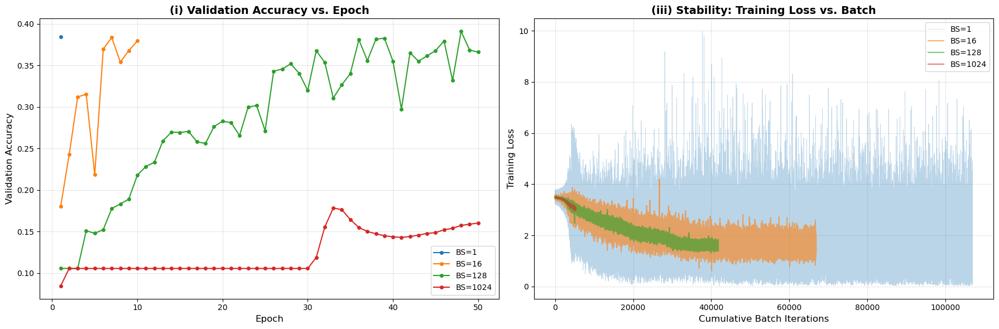 (i) Validation Accuracy vs. Epoch
Validation Accuracy
0.40
0.35
0.30
0.25
0.20
0.15
0.10
0
10
20
30
40
50
Epoch
BS=1
BS=16
BS=128
BS=1024
(iii) Stability: Training Loss vs. Batch
Training Loss
10
8
6
4
2
0
0
20000
40000
60000
80000
100000
Cumulative Batch Iterations
BS=1
BS=16
BS=128
BS=1024